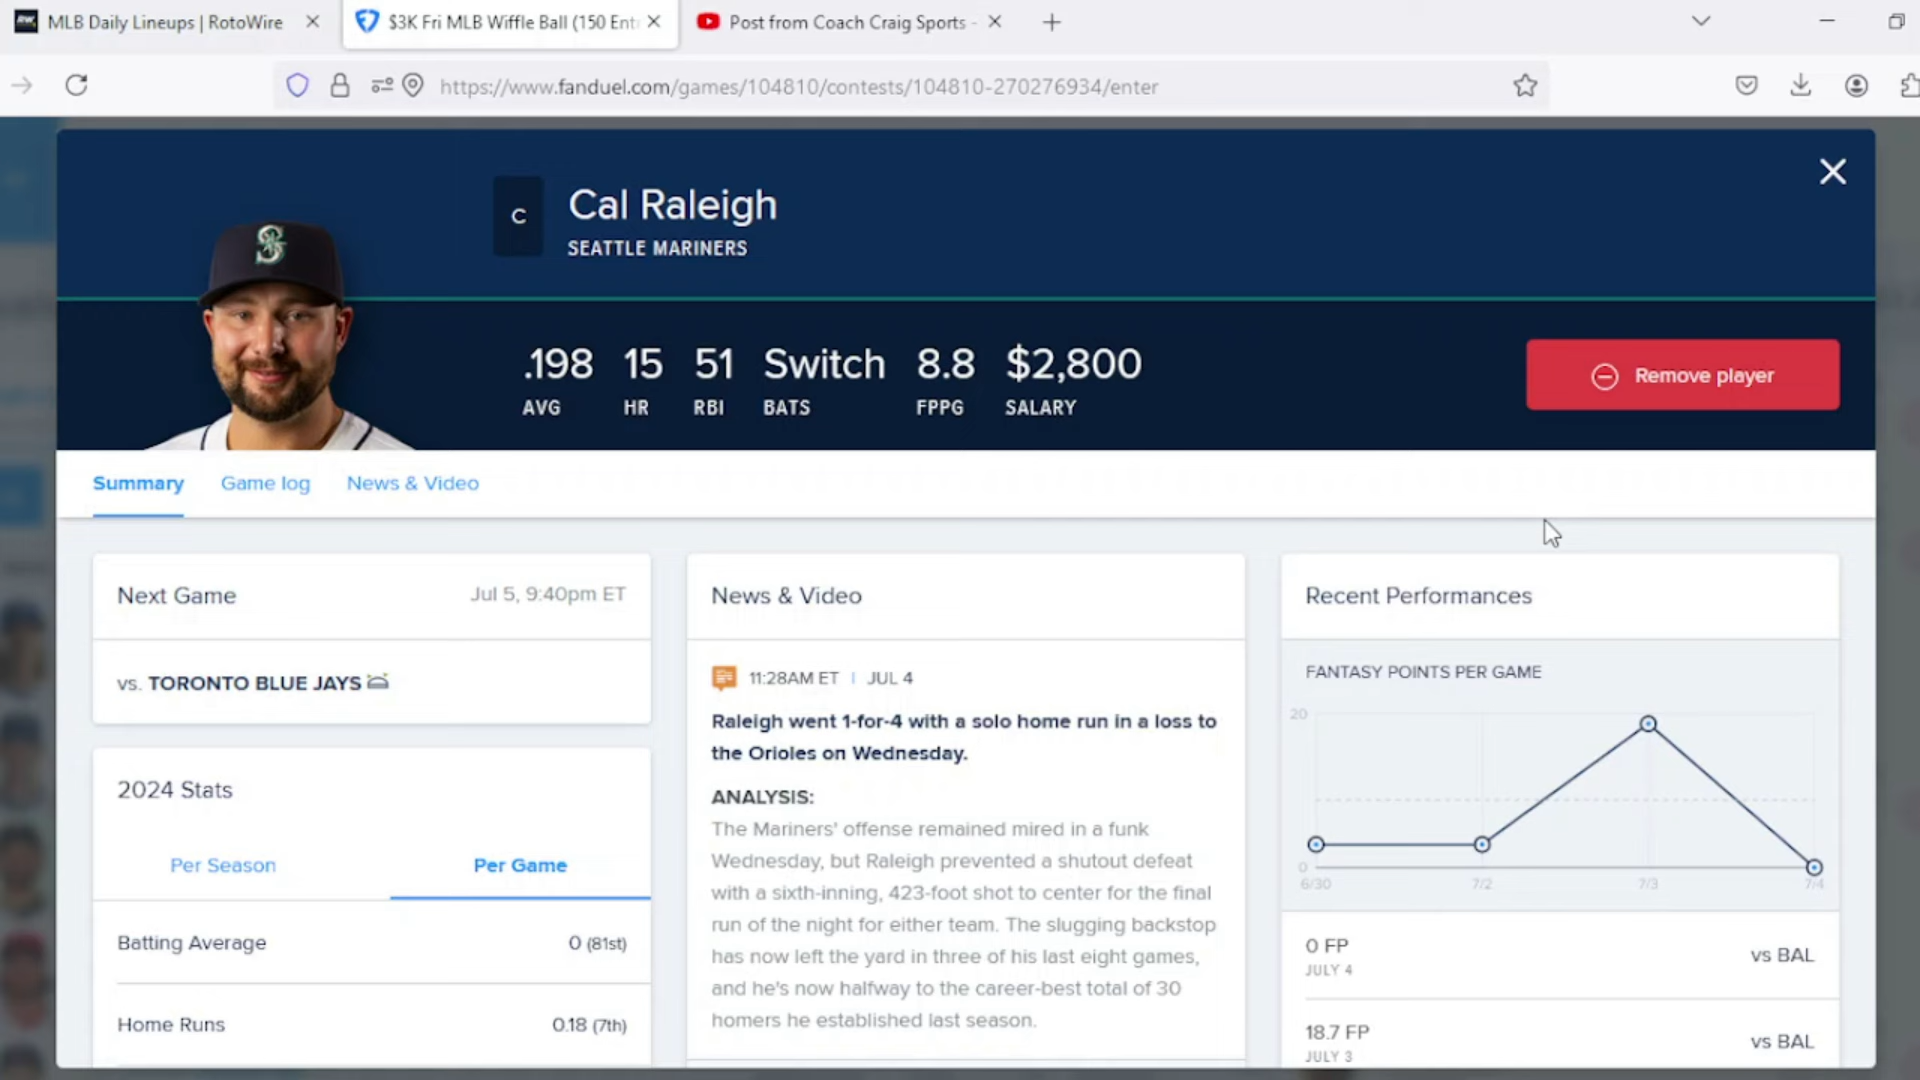 MLB Daily Lineups | RotoWire
$3K Fri MLB Wiffle Ball (150 Ent
Post from Coach Craig Sports -
https://www.fanduel.com/games/104810/contests/104810-270276934/enter
C
Cal Raleigh
SEATTLE MARINERS
S
.198 15 51 Switch 8.8 $2,800
AVG HR RBI BATS FPPG SALARY
Remove player
Summary Game log News & Video
Next Game Jul 5, 9:40pm ET
vs. TORONTO BLUE JAYS
2024 Stats
Per Season Per Game
Batting Average 0 (81st)
Home Runs 0.18 (7th)
News & Video
11:28AM ET | JUL 4
Raleigh went 1-for-4 with a solo home run in a loss to
the Orioles on Wednesday.
ANALYSIS:
The Mariners' offense remained mired in a funk
Wednesday, but Raleigh prevented a shutout defeat
with a sixth-inning, 423-foot shot to center for the final
run of the night for either team. The slugging backstop
has now left the yard in three of his last eight games,
and he's now halfway to the career-best total of 30
homers he established last season.
Recent Performances
FANTASY POINTS PER GAME
20
0
6/30 7/2 7/3 7/4
0 FP
JULY 4
vs BAL
18.7 FP
JULY 3
vs BAL